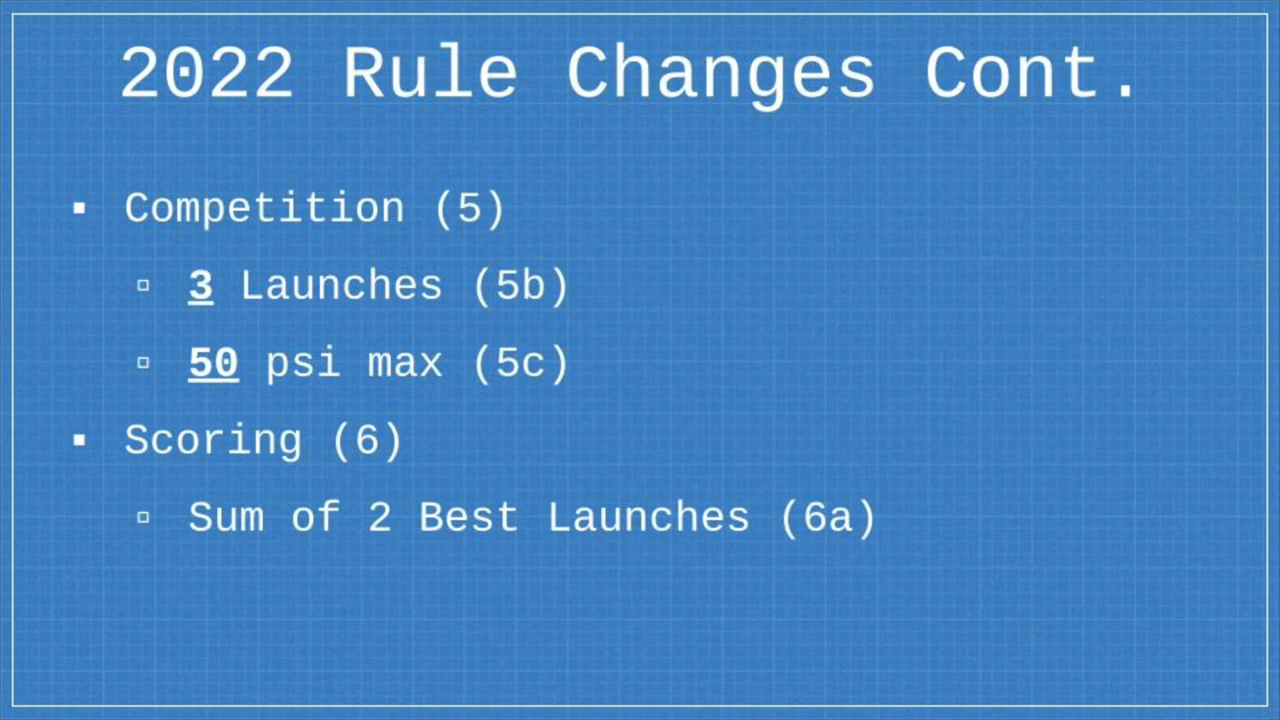 2022 Rule Changes Cont.
▪ Competition (5)
▫ 3 Launches (5b)
▫ 50 psi max (5c)
▪ Scoring (6)
▫ Sum of 2 Best Launches (6a)